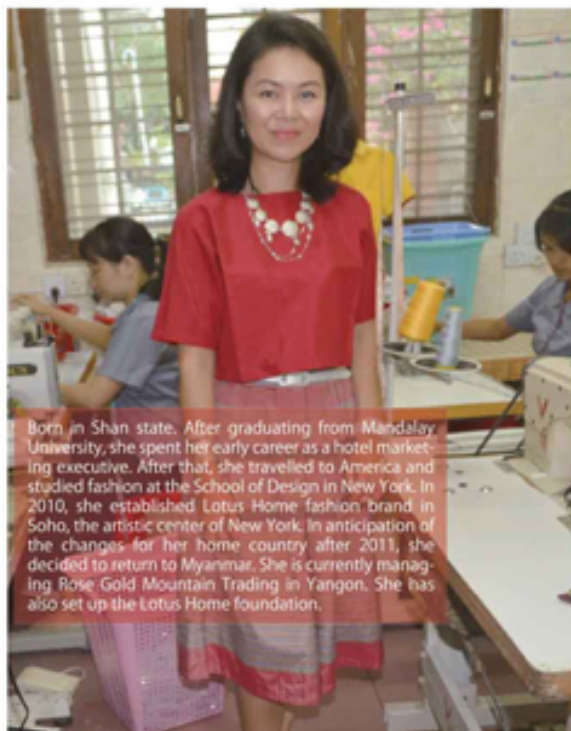 Born in Shan state. After graduating from Mandalay
University, she spent her early career as a hotel market-
ing executive. After that, she travelled to America and
studied fashion at the School of Design in New York. In
2010, she established Lotus Home fashion brand in
Soho, the artistic center of New York. In anticipation of
the changes for her home country after 2011, she
decided to return to Myanmar. She is currently manag-
ing Rose Gold Mountain Trading in Yangon. She has
also set up the Lotus Home foundation.